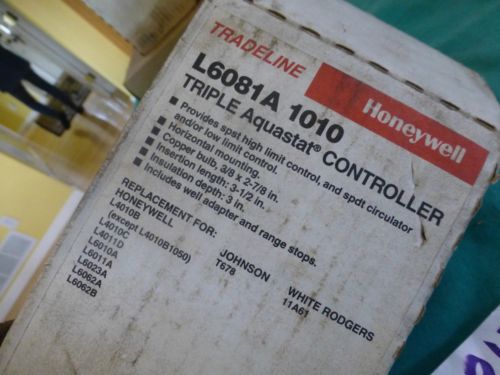 TRADELINE
Honeywell
L6081A 1010
TRIPLE Aquastat® CONTROLLER
• Provides spst high limit control, and spdt circulator
and/or low limit control.
• Horizontal mounting.
• Copper bulb 3/8 x 2-7/8 in.
• Insertion length: 3-1/2 in.
• Insulation depth: 3 in.
• Includes well adapter and range stops.
REPLACEMENT FOR:
HONEYWELL
L4010B
L4010C
(except L4010B1050)
L4011D
L6010A
L6011A
L6023A
L6062A
L6062B
JOHNSON
T678
WHITE RODGERS
11A61